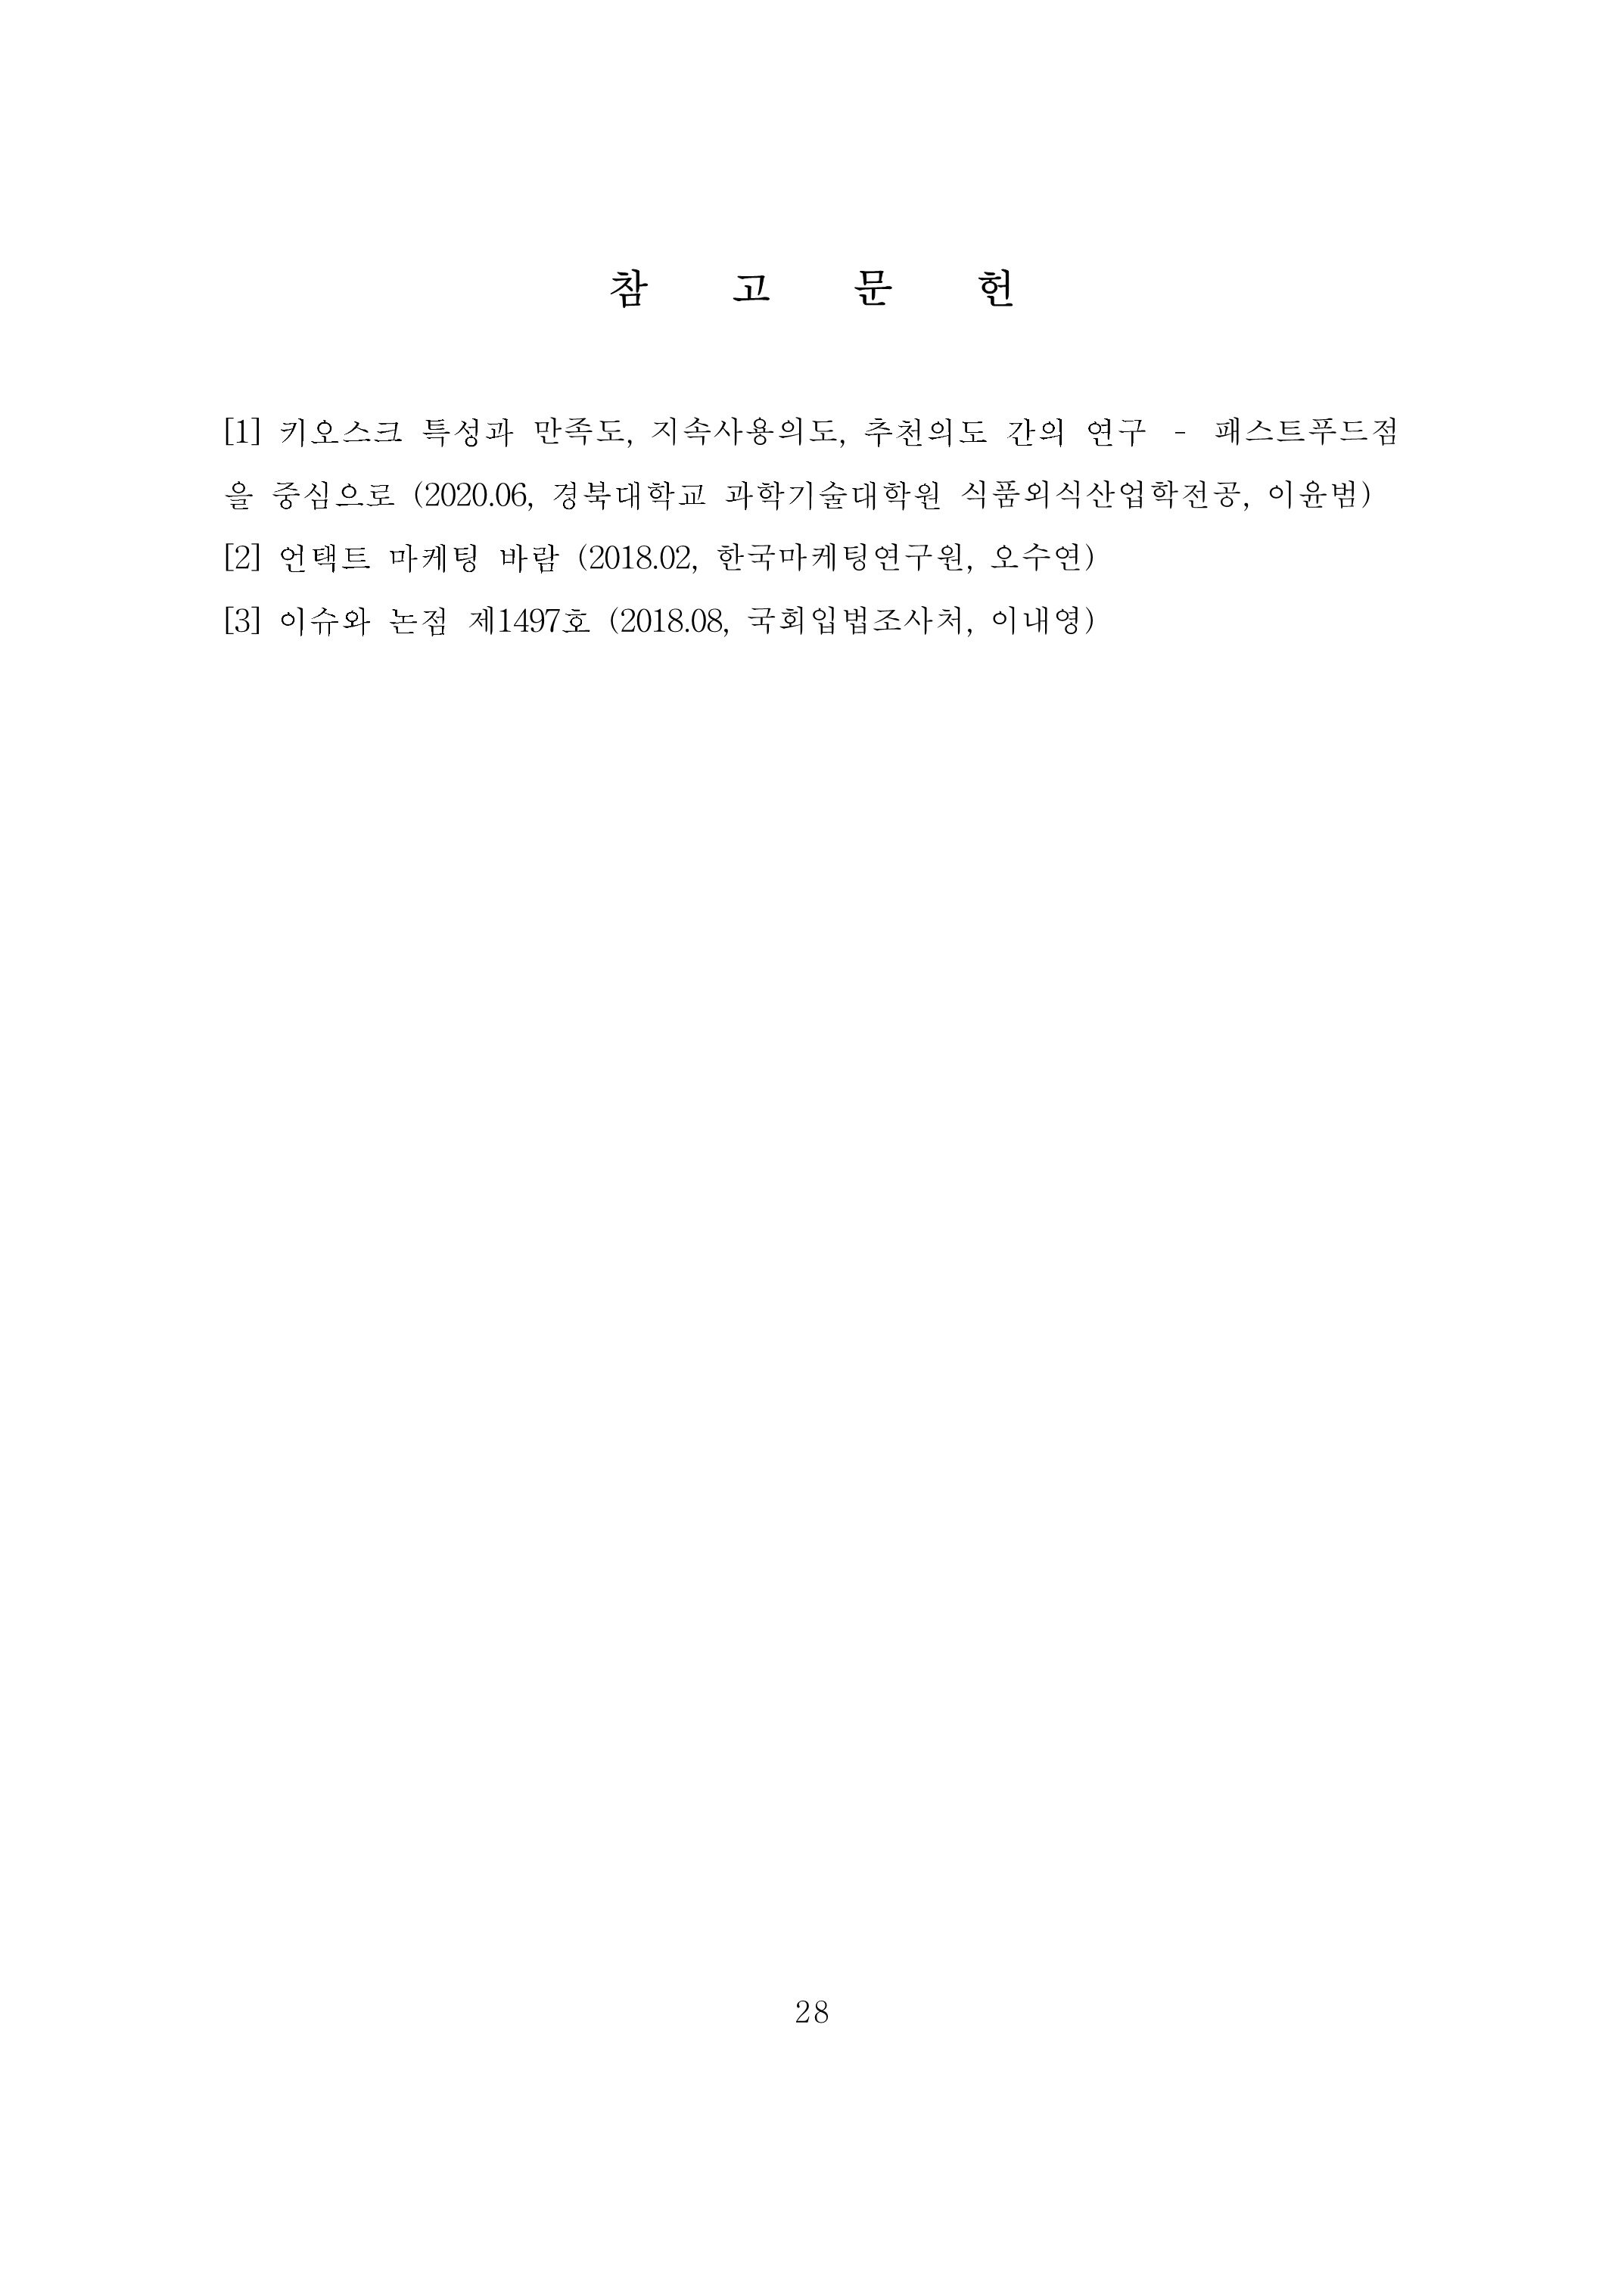 참 고 문 헌
[1] 키오스크 특성과 만족도, 지속사용의도, 추천의도 간의 연구 - 패스트푸드점
을 중심으로 (2020.06, 경북대학교 과학기술대학원 식품외식산업학전공, 이윤범)
[2] 언택트 마케팅 바람 (2018.02, 한국마케팅연구원, 오수연)
[3] 이슈와 논점 제1497호 (2018.08, 국회입법조사처, 이내영)
28